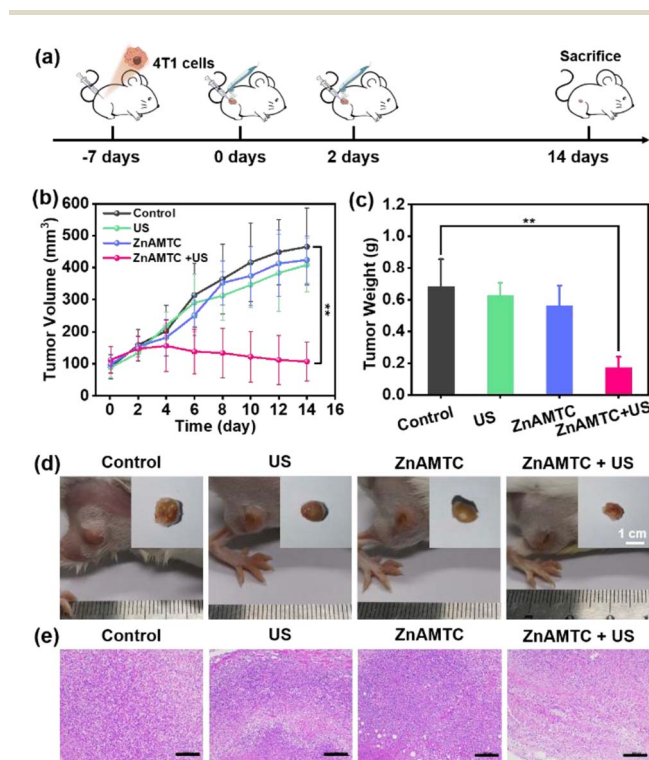 (a)
4T1 cells
Sacrifice
-7 days
0 days
2 days
14 days
(b)
Tumor Volume (mm³)
600
500
400
300
200
100
0
Control
US
ZnAMTC
ZnAMTC +US
**
0 2 4 6 8 10 12 14 16
Time (day)
(c)
Tumor Weight (g)
1.2
1.0
0.8
0.6
0.4
0.2
0.0
**
Control
US
ZnAMTC
ZnAMTC+US
(d)
Control
US
ZnAMTC
ZnAMTC + US
1 cm
(e)
Control
US
ZnAMTC
ZnAMTC + US